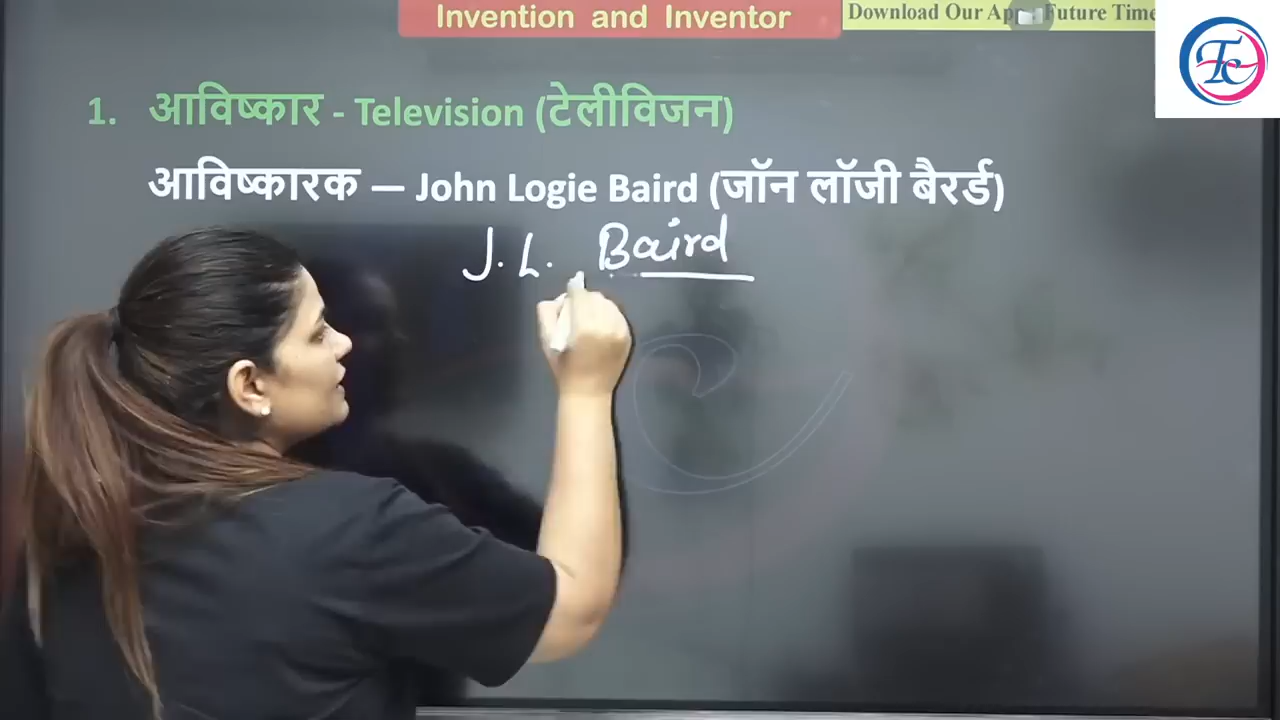 Invention and Inventor
Download Our App Future Time
1. आविष्कार - Television (टेलीविजन)
आविष्कारक — John Logie Baird (जॉन लॉजी बैरर्ड)
J. L. Baird
Tc